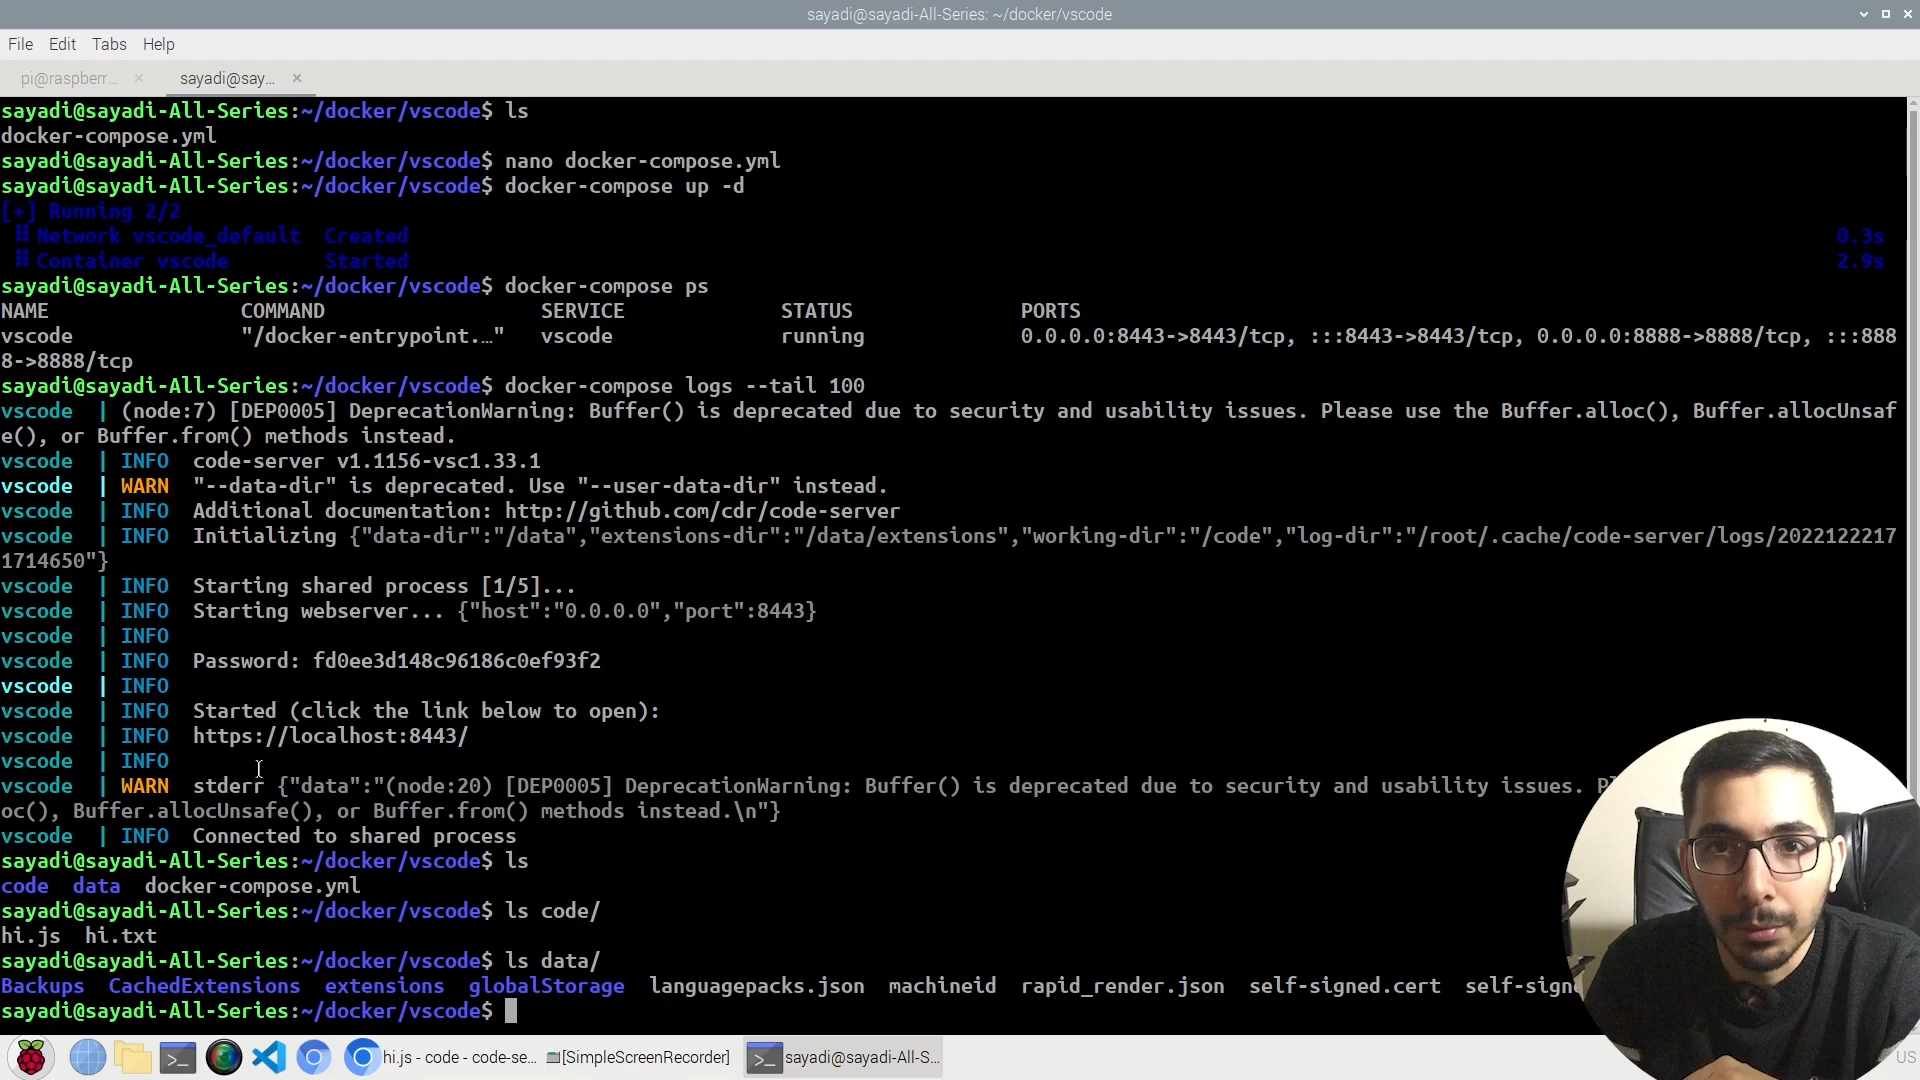 sayadi@sayadi-All-Series: ~/docker/vscode
File Edit Tabs Help
pi@raspberr... × sayadi@say... ×
sayadi@sayadi-All-Series:~/docker/vscode$ ls
docker-compose.yml
sayadi@sayadi-All-Series:~/docker/vscode$ nano docker-compose.yml
sayadi@sayadi-All-Series:~/docker/vscode$ docker-compose up -d
[+] Running 2/2
⠿ Network vscode_default  Created 0.3s
⠿ Container vscode        Started 2.9s
sayadi@sayadi-All-Series:~/docker/vscode$ docker-compose ps
NAME COMMAND SERVICE STATUS PORTS
vscode "/docker-entrypoint.…" vscode running 0.0.0.0:8443->8443/tcp, :::8443->8443/tcp, 0.0.0.0:8888->8888/tcp, :::888
8->8888/tcp
sayadi@sayadi-All-Series:~/docker/vscode$ docker-compose logs --tail 100
vscode  | (node:7) [DEP0005] DeprecationWarning: Buffer() is deprecated due to security and usability issues. Please use the Buffer.alloc(), Buffer.allocUnsaf
e(), or Buffer.from() methods instead.
vscode  | INFO  code-server v1.1156-vsc1.33.1
vscode  | WARN  "--data-dir" is deprecated. Use "--user-data-dir" instead.
vscode  | INFO  Additional documentation: http://github.com/cdr/code-server
vscode  | INFO  Initializing {"data-dir":"/data","extensions-dir":"/data/extensions","working-dir":"/code","log-dir":"/root/.cache/code-server/logs/2022122217
1714650"}
vscode  | INFO  Starting shared process [1/5]...
vscode  | INFO  Starting webserver... {"host":"0.0.0.0","port":8443}
vscode  | INFO
vscode  | INFO  Password: fd0ee3d148c96186c0ef93f2
vscode  | INFO
vscode  | INFO  Started (click the link below to open):
vscode  | INFO  https://localhost:8443/
vscode  | INFO
vscode  | WARN  stderr {"data":"(node:20) [DEP0005] DeprecationWarning: Buffer() is deprecated due to security and usability issues.
oc(), Buffer.allocUnsafe(), or Buffer.from() methods instead.\n"}
vscode  | INFO  Connected to shared process
sayadi@sayadi-All-Series:~/docker/vscode$ ls
code  data  docker-compose.yml
sayadi@sayadi-All-Series:~/docker/vscode$ ls code/
hi.js  hi.txt
sayadi@sayadi-All-Series:~/docker/vscode$ ls data/
Backups  CachedExtensions  extensions  globalStorage  languagepacks.json  machineid  rapid_render.json  self-signed.cert
sayadi@sayadi-All-Series:~/docker/vscode$
hi.js - code - code-se... [SimpleScreenRecorder] sayadi@sayadi-All-S... US